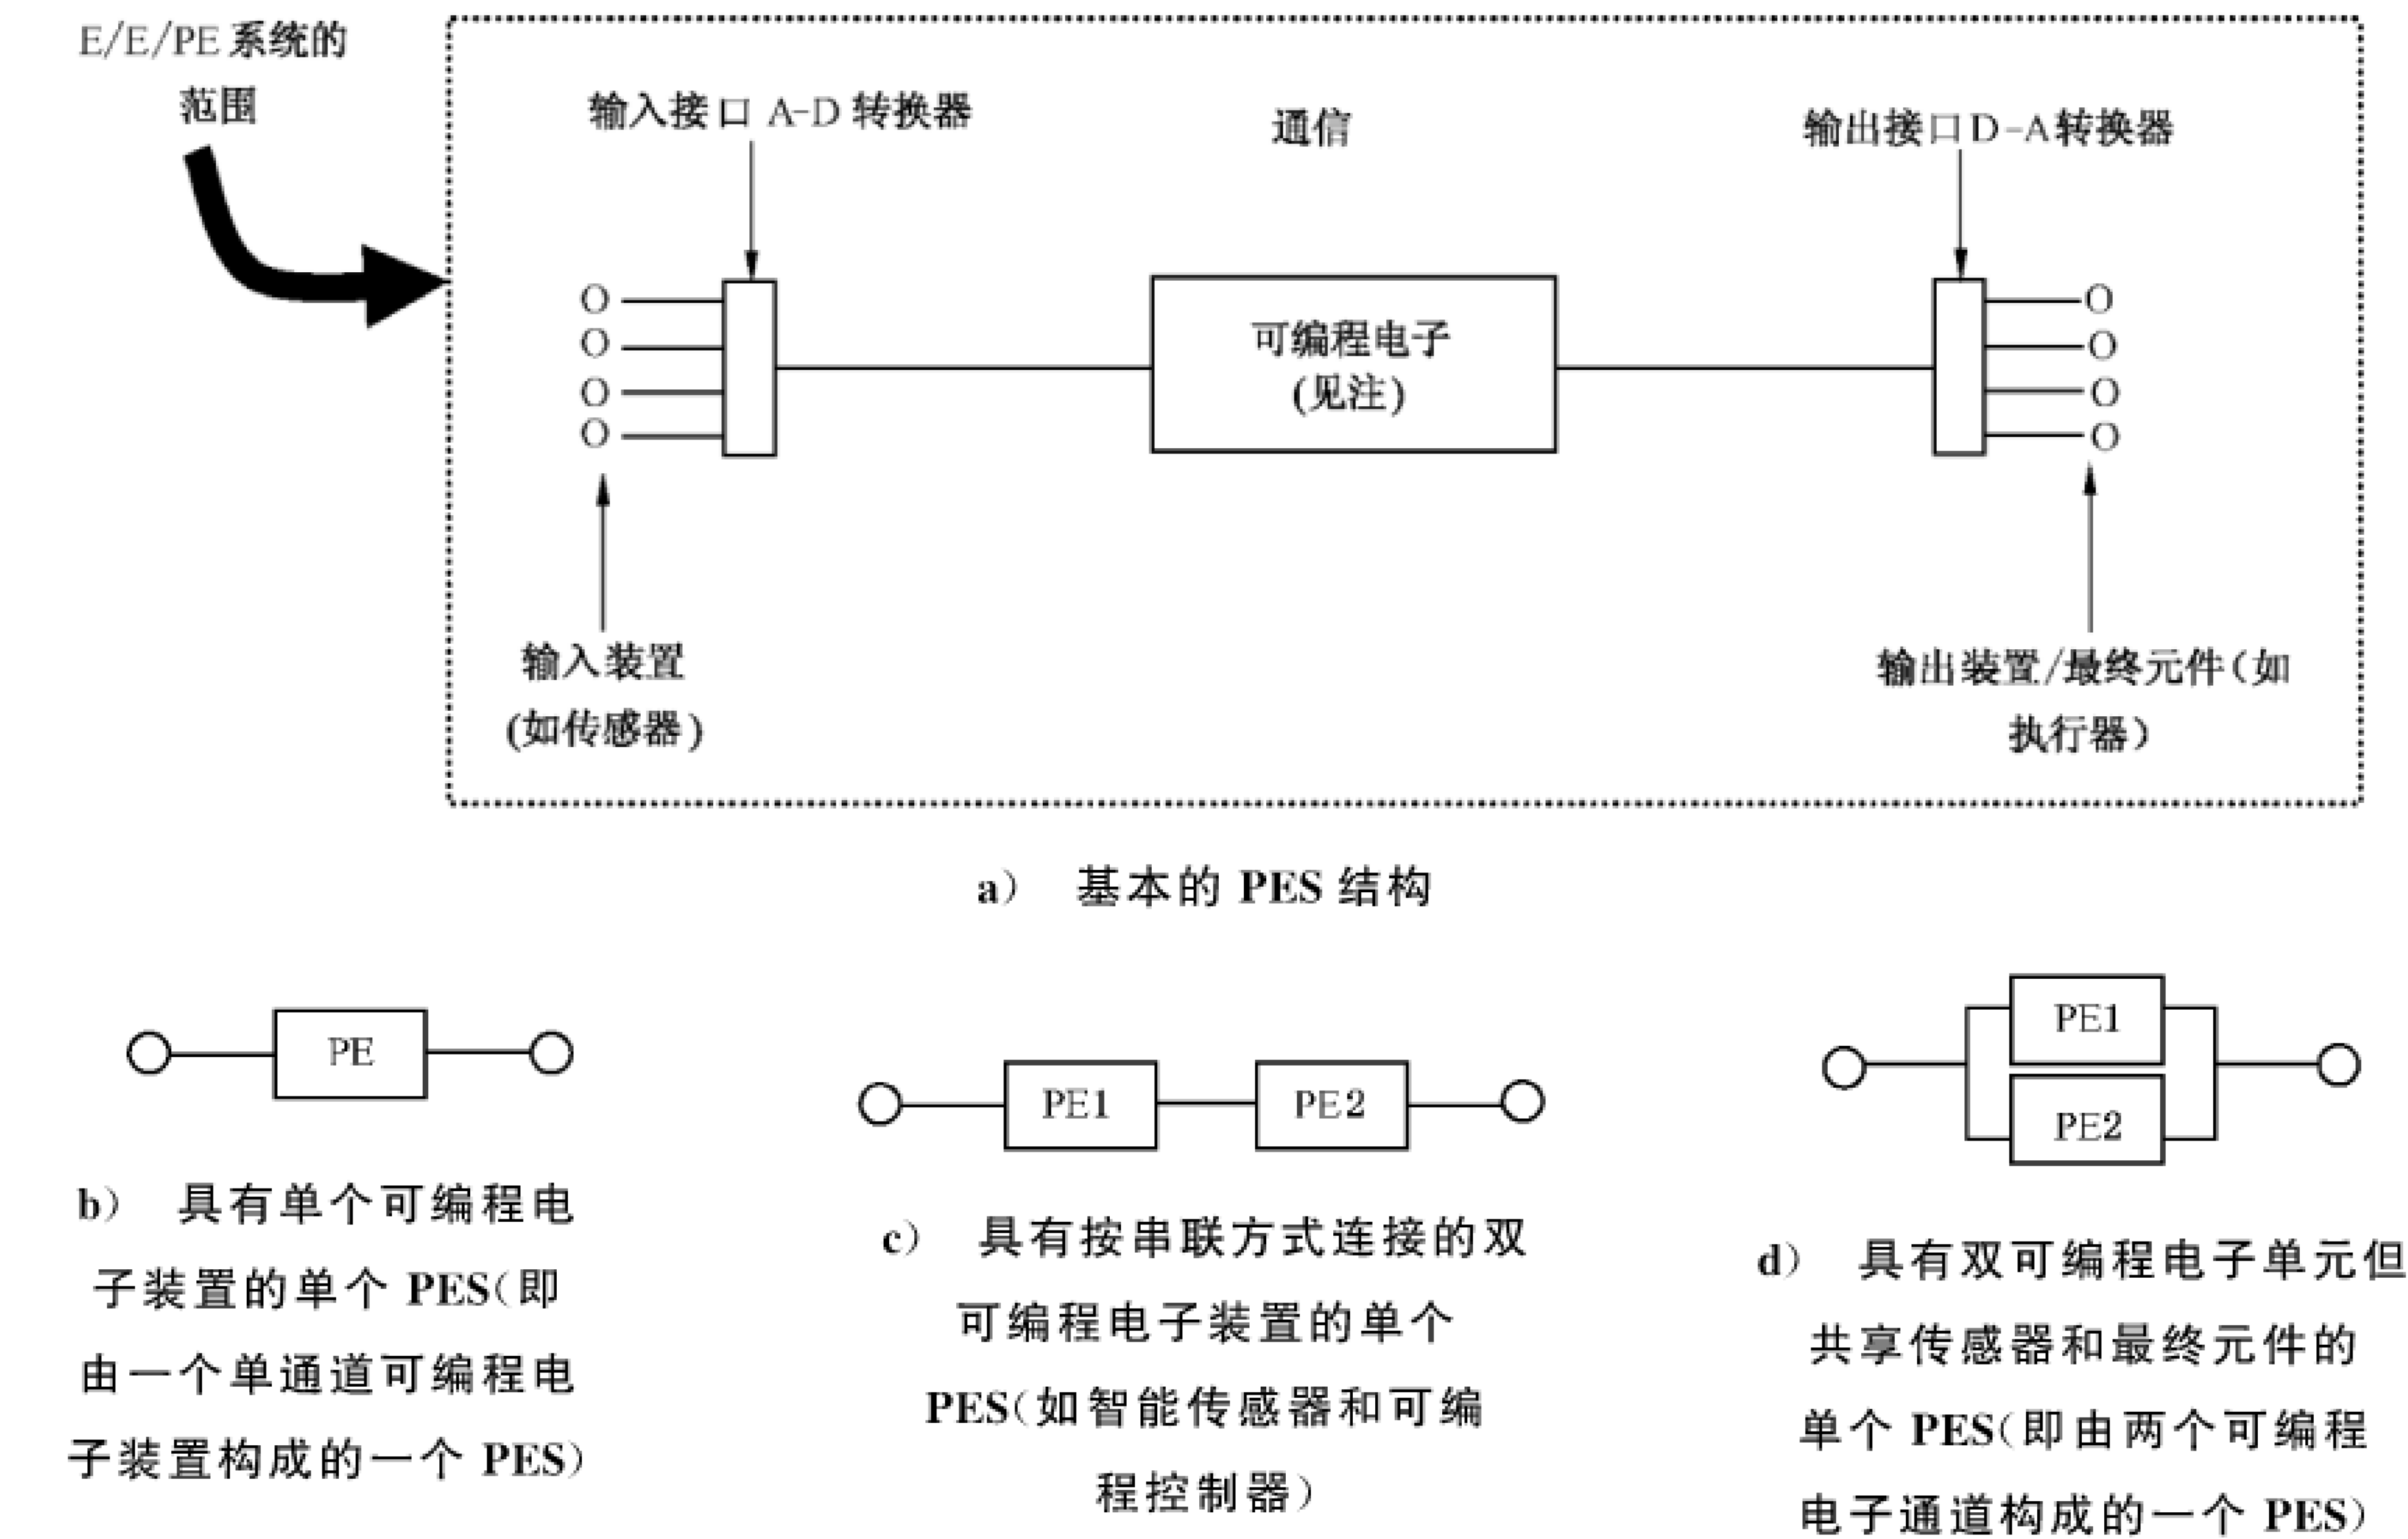 E/E/PE 系统的
范围
输入接口 A-D 转换器
通信
输出接口 D-A 转换器
O
O
O
O
可编程电子
(见注)
O
O
O
O
输入装置
(如传感器)
输出装置/最终元件(如
执行器)
a) 基本的 PES 结构
PE
b) 具有单个可编程电
子装置的单个 PES(即
由一个单通道可编程电
子装置构成的一个 PES)
PE1
PE2
c) 具有按串联方式连接的双
可编程电子装置的单个
PES(如智能传感器和可编
程控制器)
PE1
PE2
d) 具有双可编程电子单元但
共享传感器和最终元件的
单个 PES(即由两个可编程
电子通道构成的一个 PES)